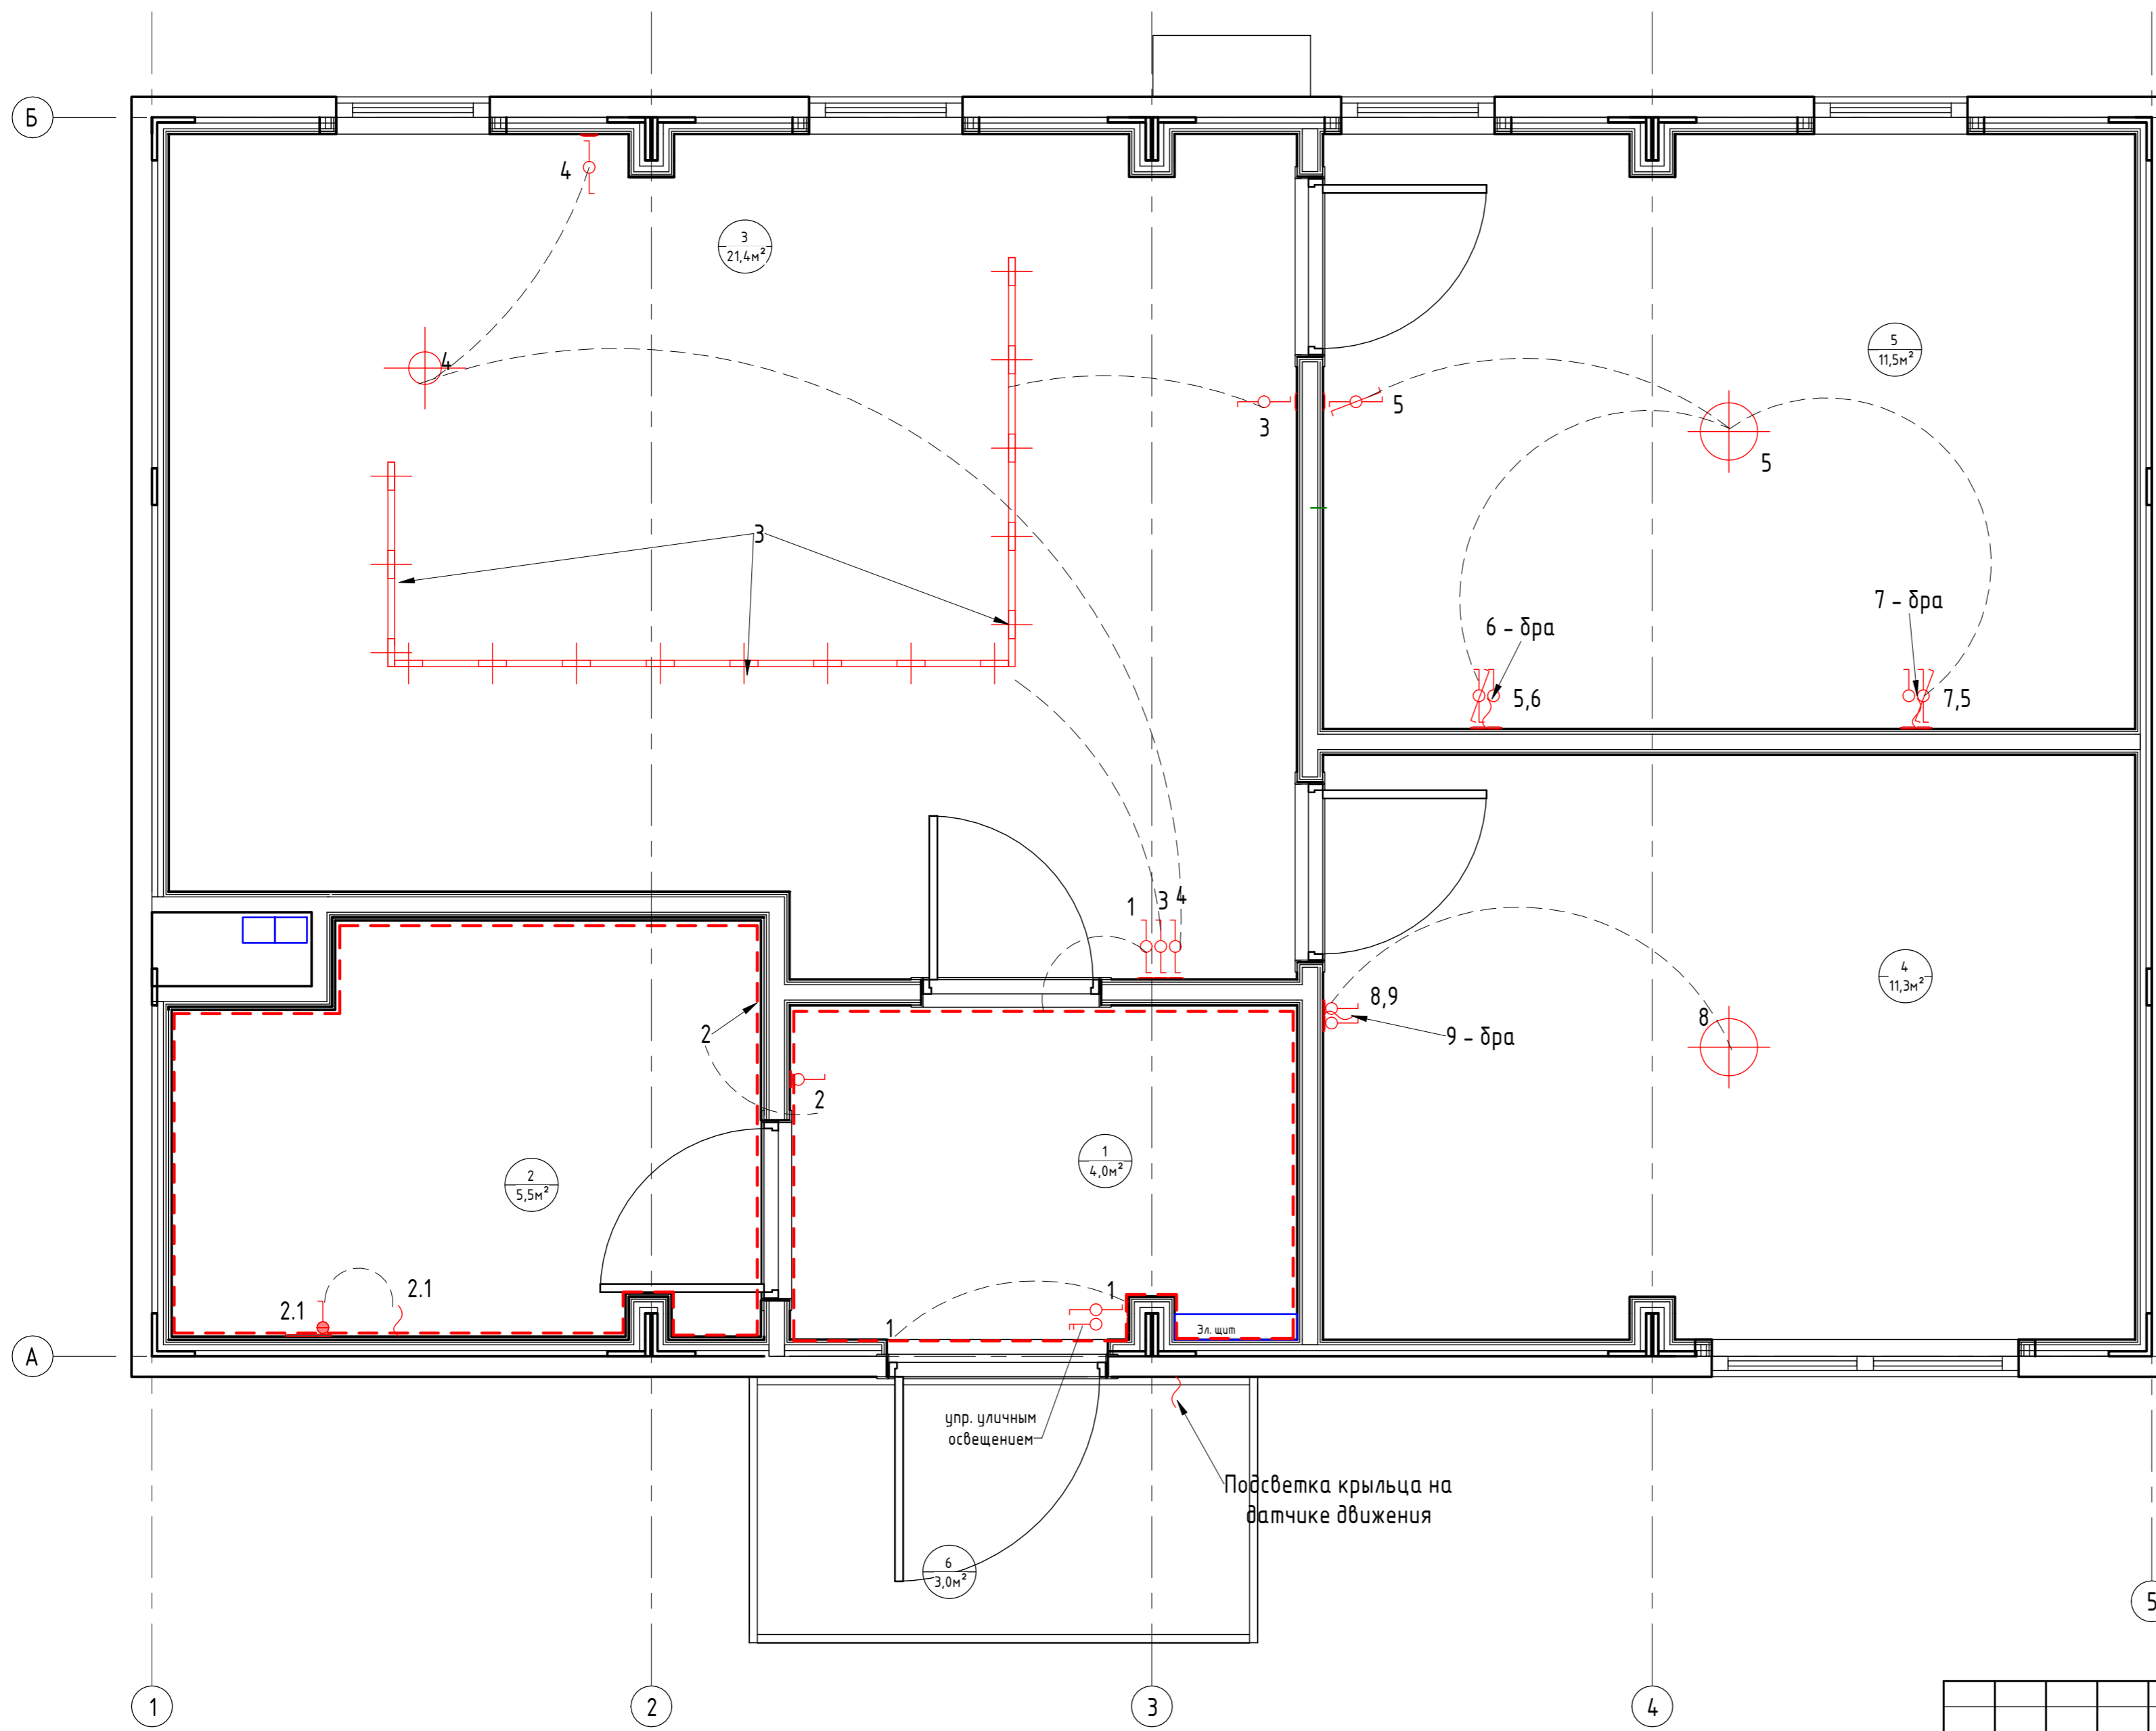 Б
4
3
21,4м²
4
3
5
5
11,5м²
5
3
7 - бра
6 - бра
5,6
7,5
1
3
4
4
11,3м²
8,9
8
9 - бра
2
2
1
4,0м²
2
5,5м²
2.1
2.1
1
1
Эл. щит
А
упр. уличным
освещением
Подсветка крыльца на
датчике движения
6
3,0м²
5
1
2
3
4